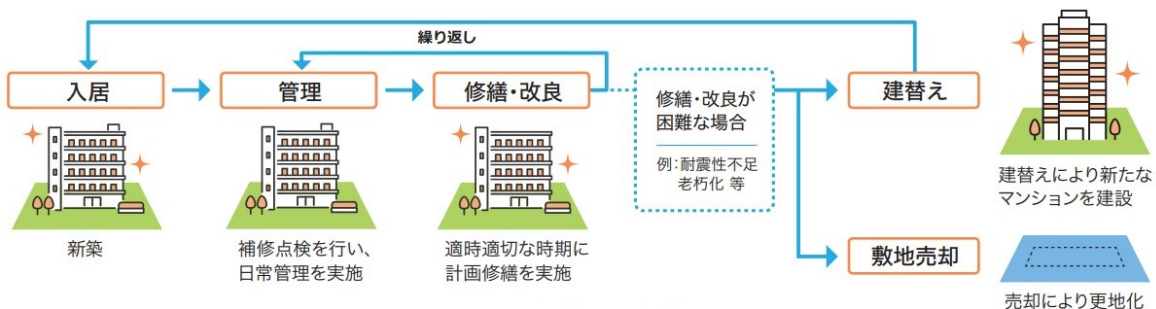 繰り返し
入居
管理
修繕・改良
修繕・改良が
困難な場合
例:耐震性不足
老朽化 等
建替え
新築
補修点検を行い、
日常管理を実施
適時適切な時期に
計画修繕を実施
建替えにより新たな
マンションを建設
敷地売却
売却により更地化